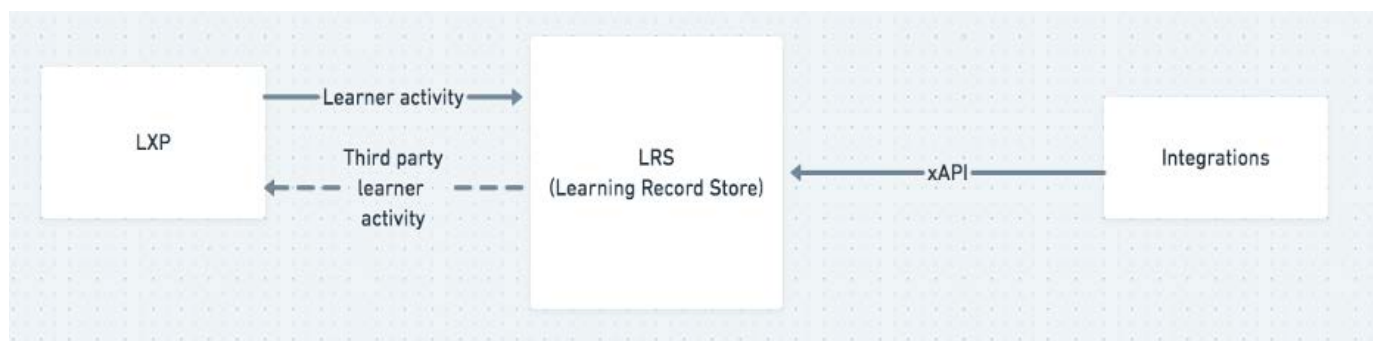 LXP
Learner activity
Third party
learner
activity
LRS
(Learning Record Store)
xAPI
Integrations